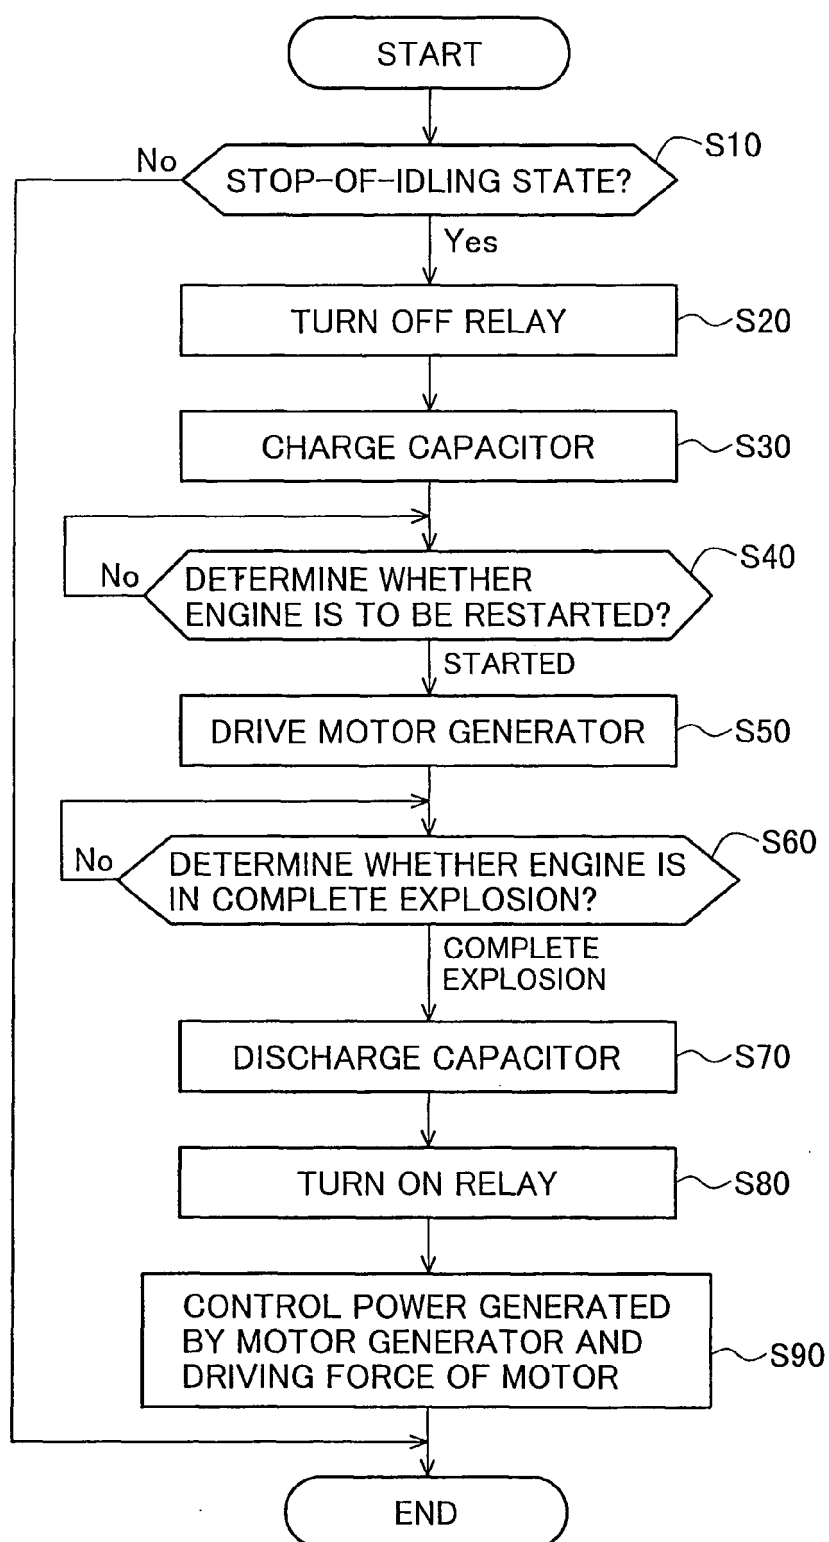 START
No
STOP-OF-IDLING STATE?
S10
Yes
TURN OFF RELAY
S20
CHARGE CAPACITOR
S30
No
DETERMINE WHETHER
ENGINE IS TO BE RESTARTED?
S40
STARTED
DRIVE MOTOR GENERATOR
S50
No
DETERMINE WHETHER ENGINE IS
IN COMPLETE EXPLOSION?
S60
COMPLETE
EXPLOSION
DISCHARGE CAPACITOR
S70
TURN ON RELAY
S80
CONTROL POWER GENERATED
BY MOTOR GENERATOR AND
DRIVING FORCE OF MOTOR
S90
END